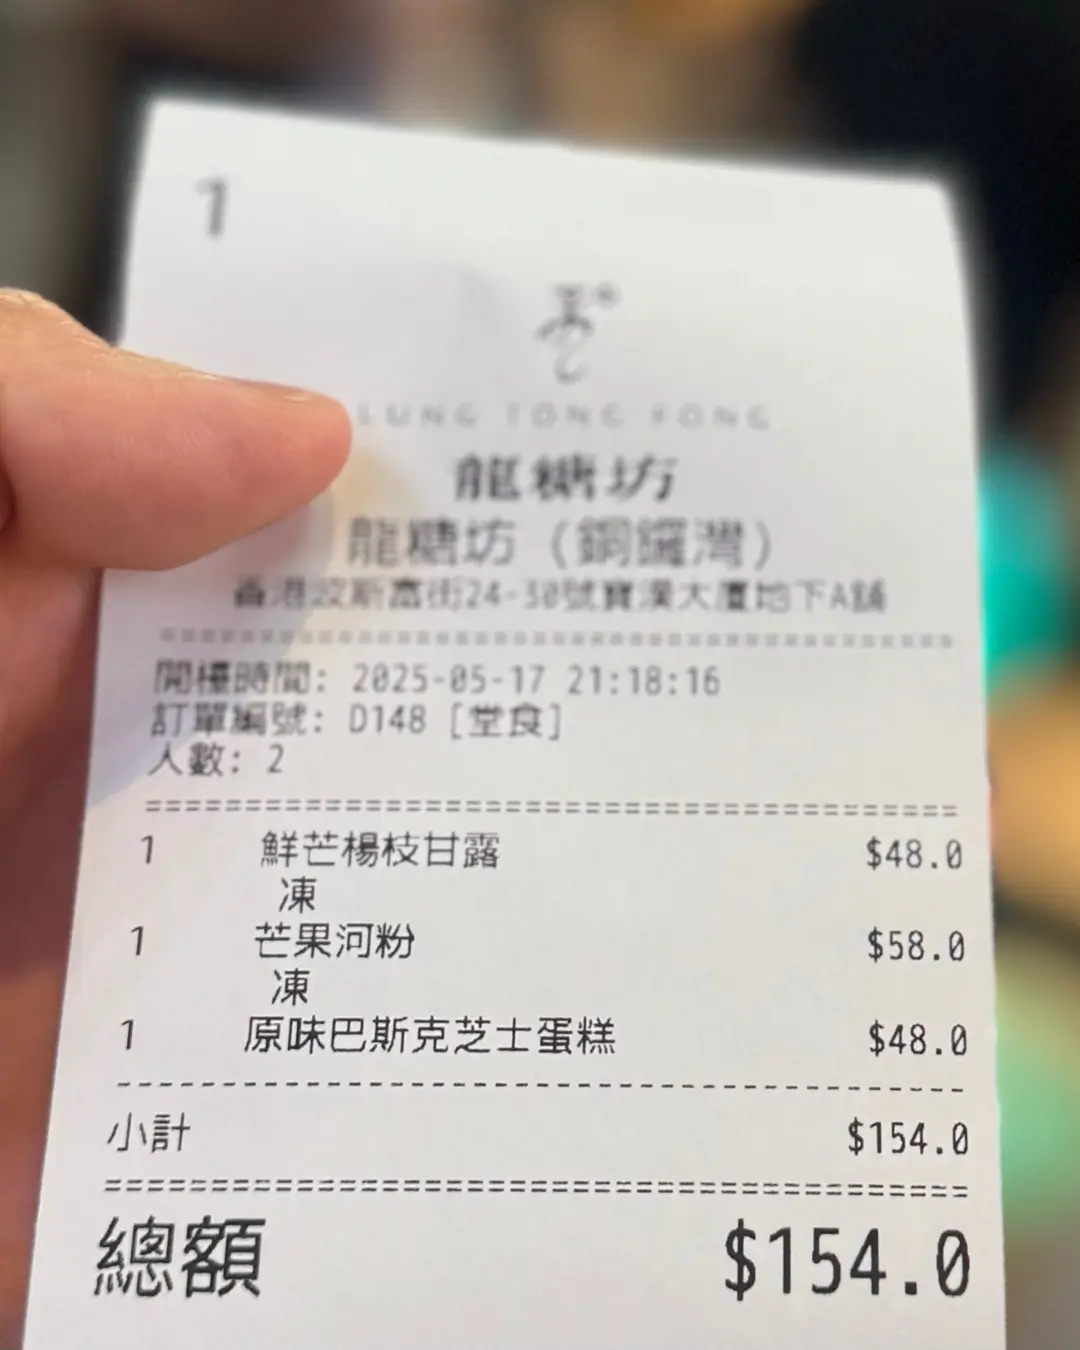 1
LUNG TONG FONG
龍糖坊
龍糖坊 (銅鑼灣)
香港波斯富街24-30號寶漢大廈地下A舖
開檯時間: 2025-05-17 21:18:16
訂單編號: D148 [堂食]
人數: 2
1 鮮芒楊枝甘露 $48.0
凍
1 芒果河粉 $58.0
凍
1 原味巴斯克芝士蛋糕 $48.0
小計 $154.0
總額 $154.0